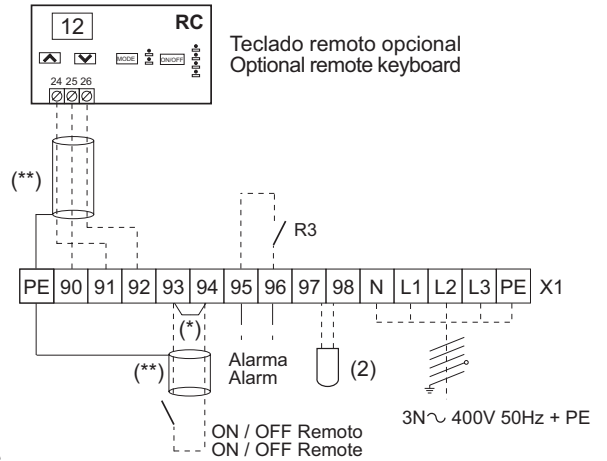 12
RC
MODE
ON/OFF
24 25 26
Teclado remoto opcional
Optional remote keyboard
(**)
R3
PE 90 91 92 93 94 95 96 97 98 N L1 L2 L3 PE X1
(*)
(**)
Alarma
Alarm
(2)
3N~ 400V 50Hz + PE
ON / OFF Remoto
ON / OFF Remote